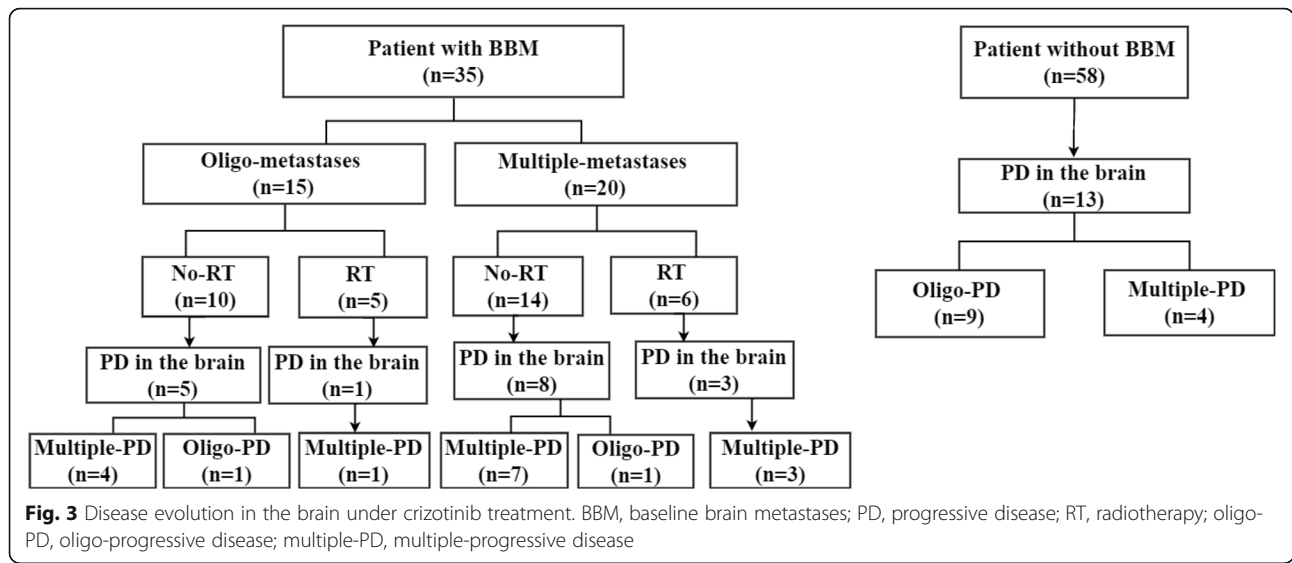 Patient with BBM
(n=35)
Patient without BBM
(n=58)
Oligo-metastases
(n=15)
Multiple-metastases
(n=20)
PD in the brain
(n=13)
No-RT
(n=10)
RT
(n=5)
No-RT
(n=14)
RT
(n=6)
Oligo-PD
(n=9)
Multiple-PD
(n=4)
PD in the brain
(n=5)
PD in the brain
(n=1)
PD in the brain
(n=8)
PD in the brain
(n=3)
Multiple-PD
(n=4)
Oligo-PD
(n=1)
Multiple-PD
(n=1)
Multiple-PD
(n=7)
Oligo-PD
(n=1)
Multiple-PD
(n=3)
Fig. 3 Disease evolution in the brain under crizotinib treatment. BBM, baseline brain metastases; PD, progressive disease; RT, radiotherapy; oligo-
PD, oligo-progressive disease; multiple-PD, multiple-progressive disease